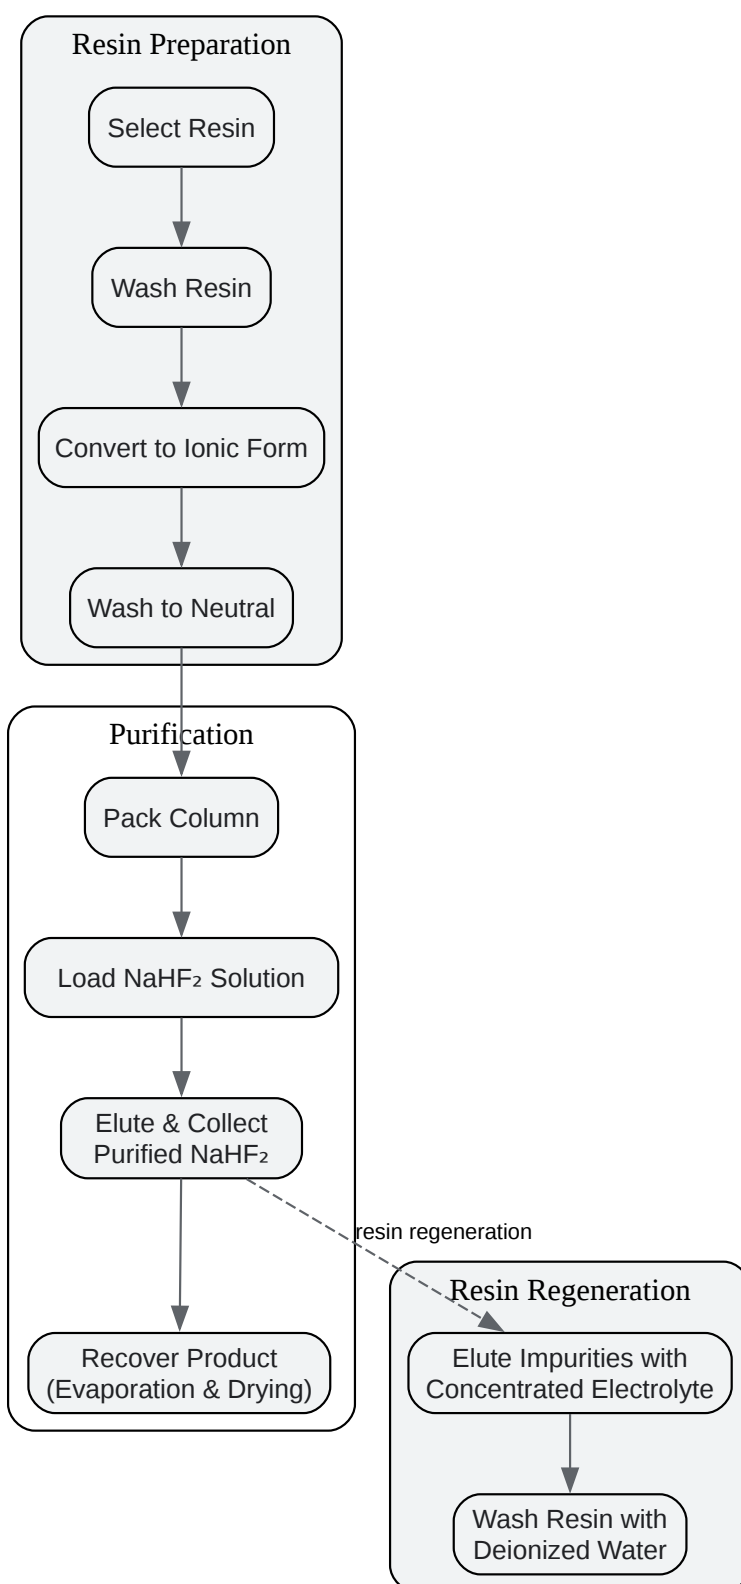 Resin Preparation
Select Resin
Wash Resin
Convert to Ionic Form
Wash to Neutral
Purification
Pack Column
Load NaHF₂ Solution
Elute & Collect
Purified NaHF₂
resin regeneration
Resin Regeneration
Recover Product
(Evaporation & Drying)
Elute Impurities with
Concentrated Electrolyte
Wash Resin with
Deionized Water